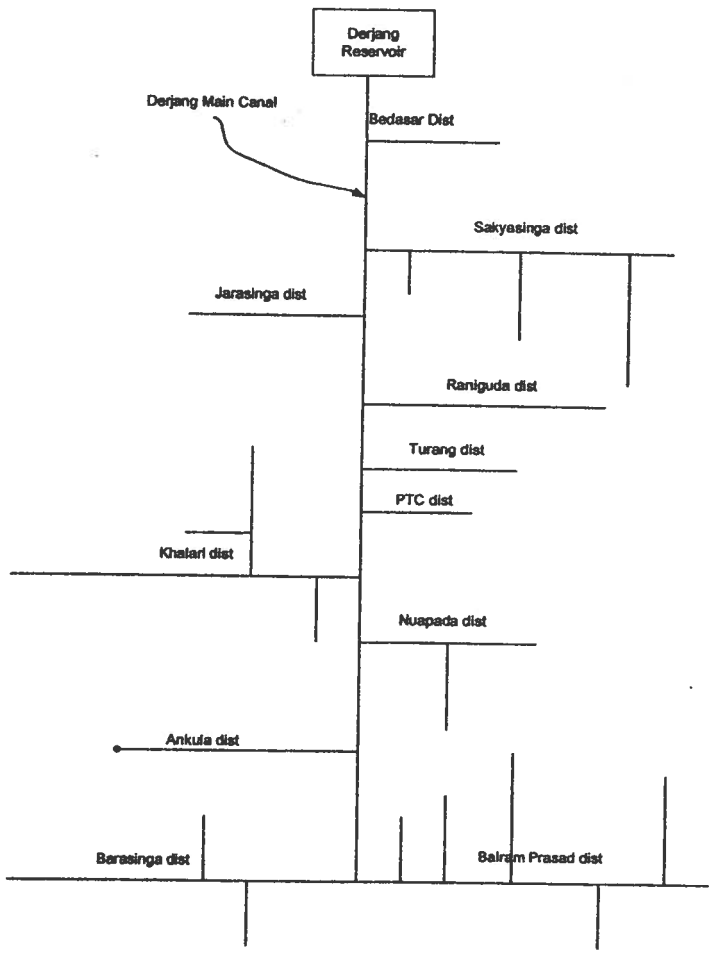 Derjang
Reservoir
Derjang Main Canal
Bedasar Dist
Sakyasinga dist
Jarasinga dist
Raniguda dist
Turang dist
PTC dist
Khalari dist
Nuapada dist
Ankula dist
Barasinga dist
Balram Prasad dist